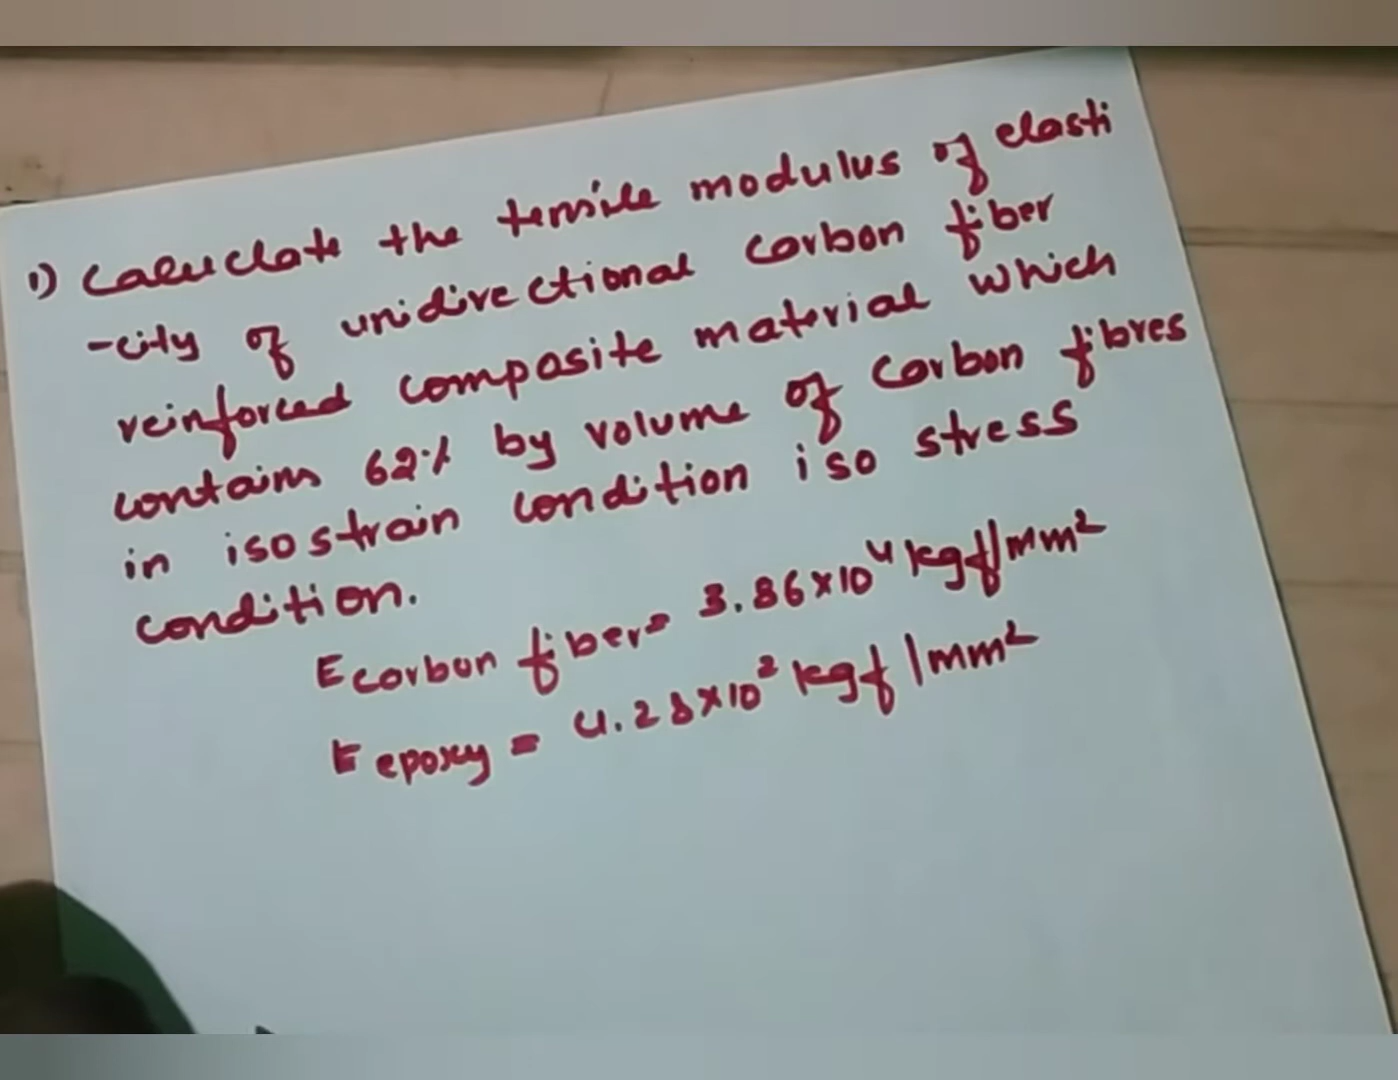 1) Caluclate the tensile modulus of elasti
-city of unidirectional carbon fiber
reinforced composite material which
contains 62% by volume of carbon fibres
in isostrain condition iso stress
condition.
E carbon fiber = 3.86×10⁴ kgf/mm²
E epoxy = 4.28×10² kgf/mm²